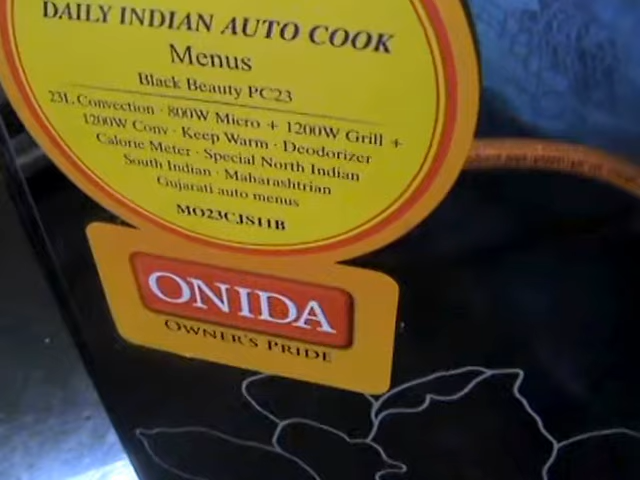 DAILY INDIAN AUTO COOK
Menus
Black Beauty PC23
23L Convection · 800W Micro + 1200W Grill +
1200W Conv · Keep Warm · Deodorizer
Calorie Meter · Special North Indian
South Indian · Maharashtrian
Gujarati auto menus
MO23CJS11B
ONIDA
OWNER'S PRIDE